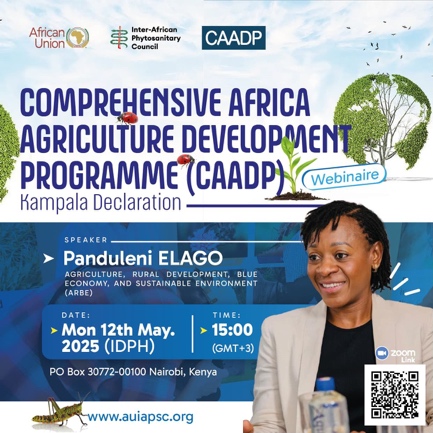 African
Union
Inter-African
Phytosanitary
Council
CAADP
COMPREHENSIVE AFRICA
AGRICULTURE DEVELOPMENT
PROGRAMME (CAADP)
Webinaire
Kampala Declaration
SPEAKER
Panduleni ELAGO
AGRICULTURE, RURAL DEVELOPMENT, BLUE
ECONOMY, AND SUSTAINABLE ENVIRONMENT
(ARBE)
DATE:
Mon 12th May.
2025 (IDPH)
TIME:
15:00
(GMT+3)
PO Box 30772-00100 Nairobi, Kenya
zoom
Link
www.auiapsc.org